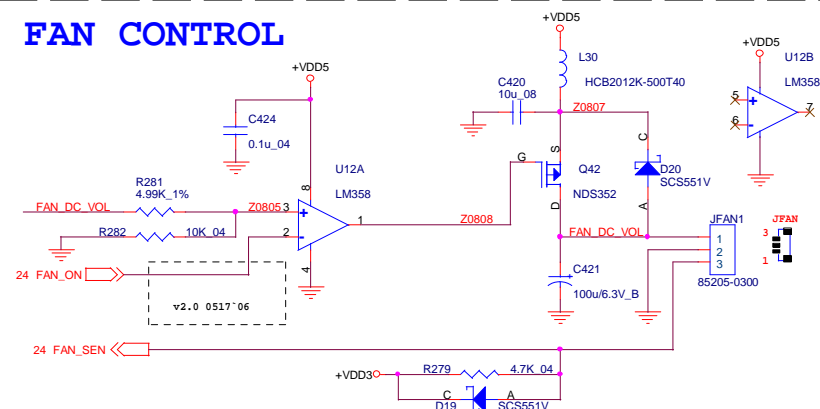 FAN CONTROL
+VDD5
L30
HCB2012K-500T40
+VDD5
U12B
LM358
5
6
7
+VDD5
C420
10u_08
Z0807
C424
0.1u_04
S
C
G
Q42
NDS352
D
D20
SCS551V
A
R281
4.99K_1%
U12A
LM358
8
FAN_DC_VOL
Z0805
3
1
Z0808
R282
10K_04
2
4
FAN_DC_VOL
JFAN1
1
2
3
85205-0300
JFAN
3
1
24 FAN_ON
C421
+
100u/6.3V_B
v2.0 0517`06
24 FAN_SEN
+VDD3
R279
4.7K_04
C
A
D19
SCS551V